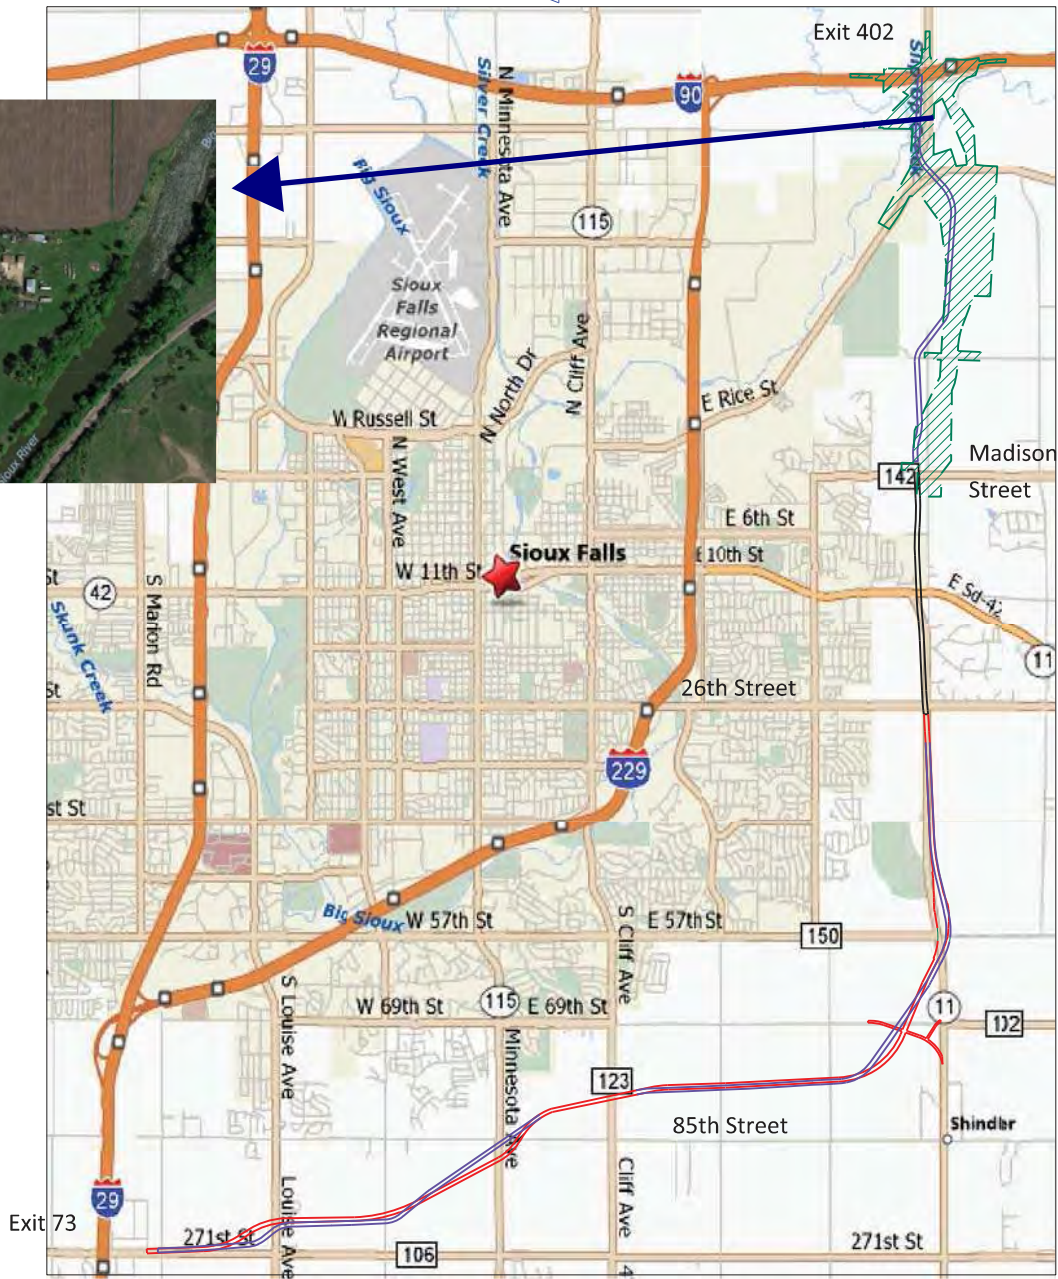 Exit 402
29
90
Silver Creek
N Minnesota Ave
Big Sioux
115
Sioux
Falls
Regional
Airport
N Cliff Ave
N North Dr
E Rice St
W Russell St
N West Ave
Madison
Street
142
E 6th St
Sioux Falls
E 10th St
W 11th St
42
S Marion Rd
Skunk Creek
E Sd-42
11
26th Street
229
st St
Big Sioux
W 57th St
E 57th St
150
S Cliff Ave
S Louise Ave
W 69th St
115
E 69th St
11
102
Minnesota Ave
123
85th Street
Shindler
29
Exit 73
271st St
Louise Ave
Cliff Ave
106
271st St
ioux River